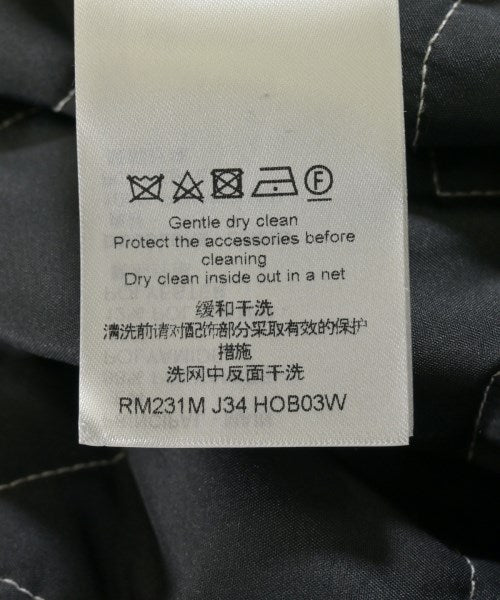 F
Gentle dry clean
Protect the accessories before
cleaning
Dry clean inside out in a net
缓和干洗
清洗前请对配饰部分采取有效的保护
措施
洗网中反面干洗
RM231M J34 HOB03W